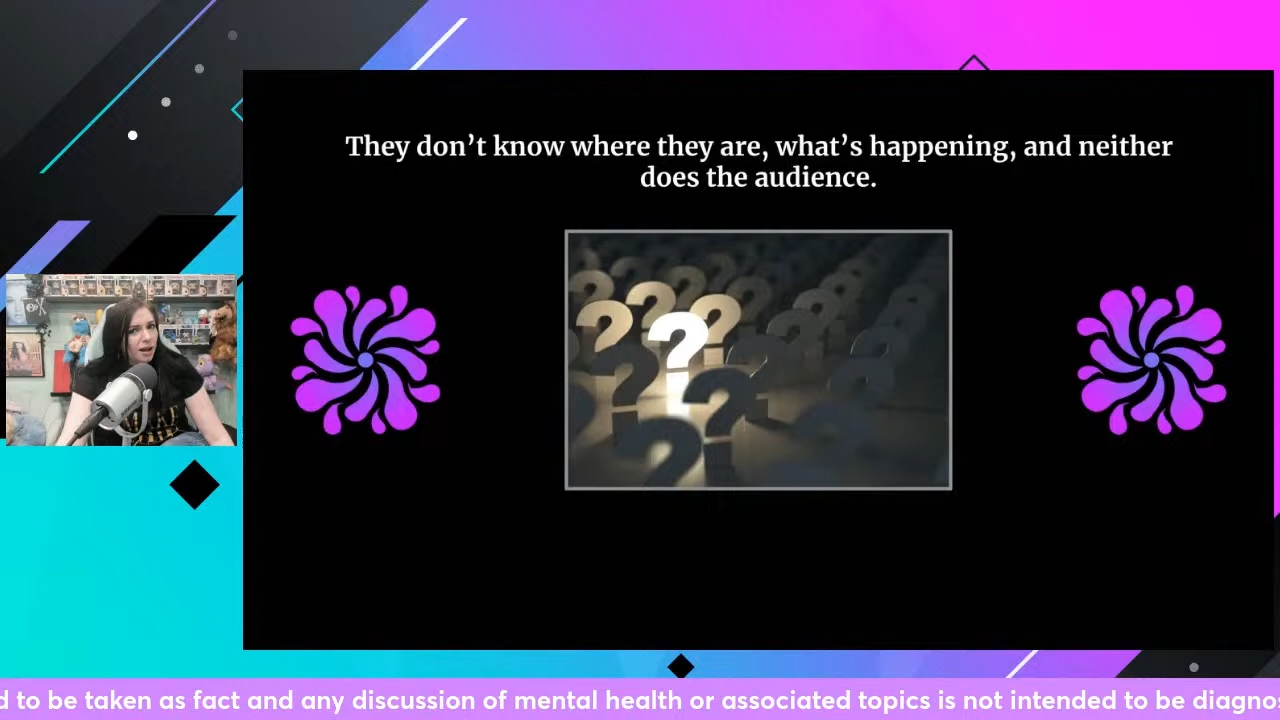 They don’t know where they are, what’s happening, and neither
does the audience.
to be taken as fact and any discussion of mental health or associated topics is not intended to be